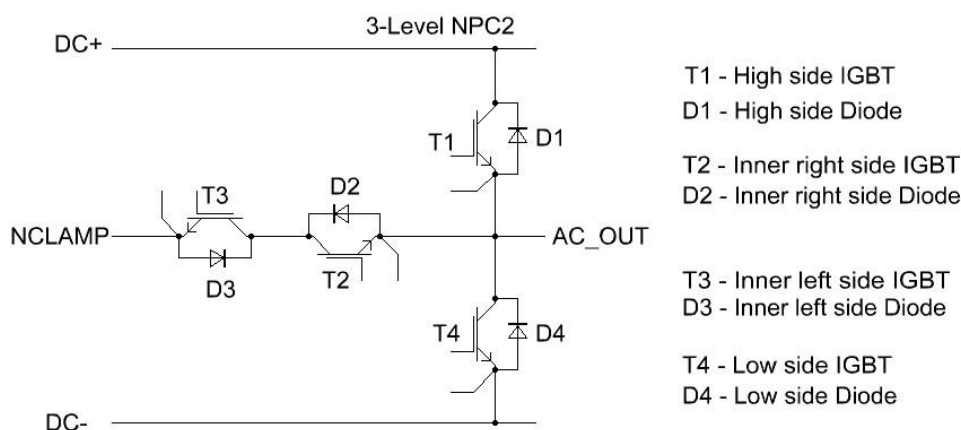 3-Level NPC2
DC+
T1
D1
T3
D2
NCLAMP
AC_OUT
D3
T2
T4
D4
DC-
T1 - High side IGBT
D1 - High side Diode
T2 - Inner right side IGBT
D2 - Inner right side Diode
T3 - Inner left side IGBT
D3 - Inner left side Diode
T4 - Low side IGBT
D4 - Low side Diode